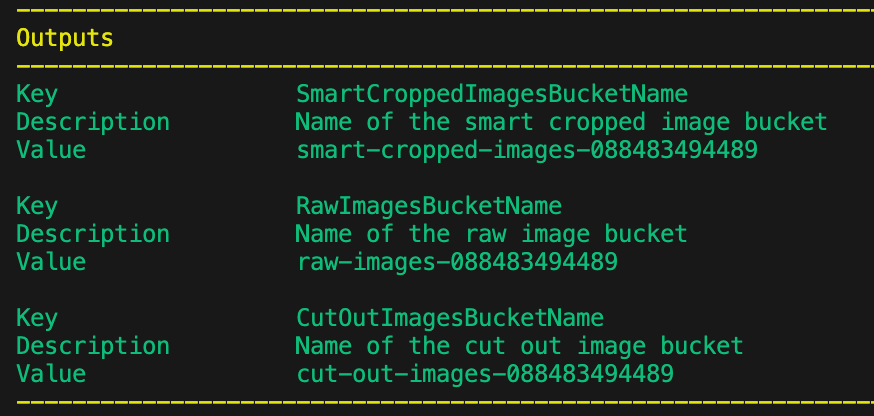 Outputs
Key SmartCroppedImagesBucketName
Description Name of the smart cropped image bucket
Value smart-cropped-images-088483494489
Key RawImagesBucketName
Description Name of the raw image bucket
Value raw-images-088483494489
Key CutOutImagesBucketName
Description Name of the cut out image bucket
Value cut-out-images-088483494489